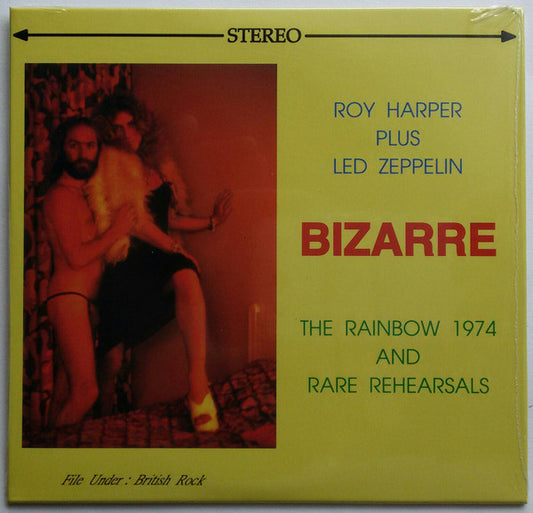 STEREO
ROY HARPER
PLUS
LED ZEPPELIN
BIZARRE
THE RAINBOW 1974
AND
RARE REHEARSALS
File Under : British Rock